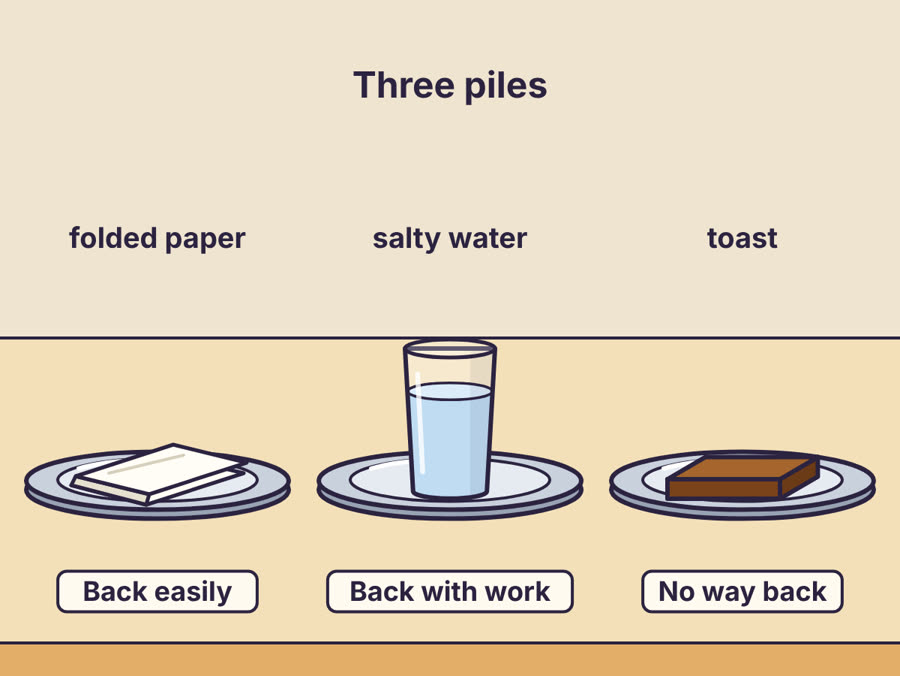 Three piles
folded paper
salty water
toast
Back easily
Back with work
No way back